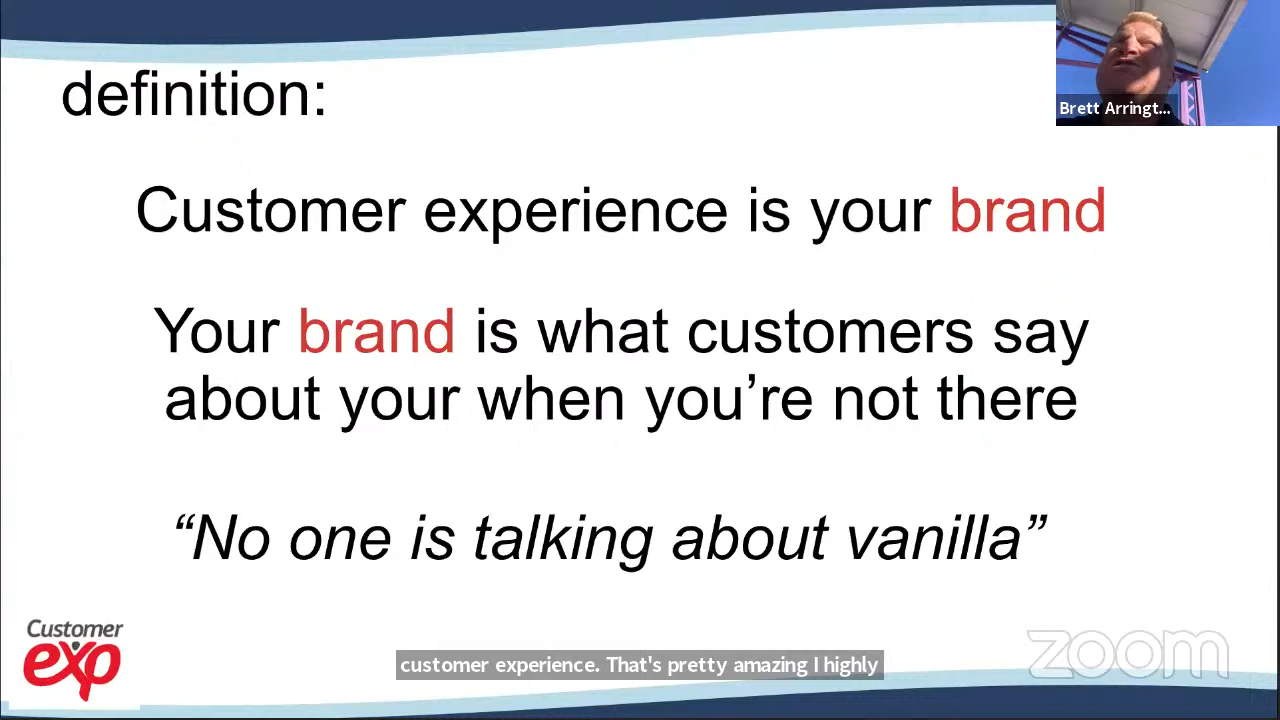 definition:
Brett Arringt...
Customer experience is your brand
Your brand is what customers say
about your when you’re not there
“No one is talking about vanilla”
Customer
exp
customer experience. That's pretty amazing I highly
zoom